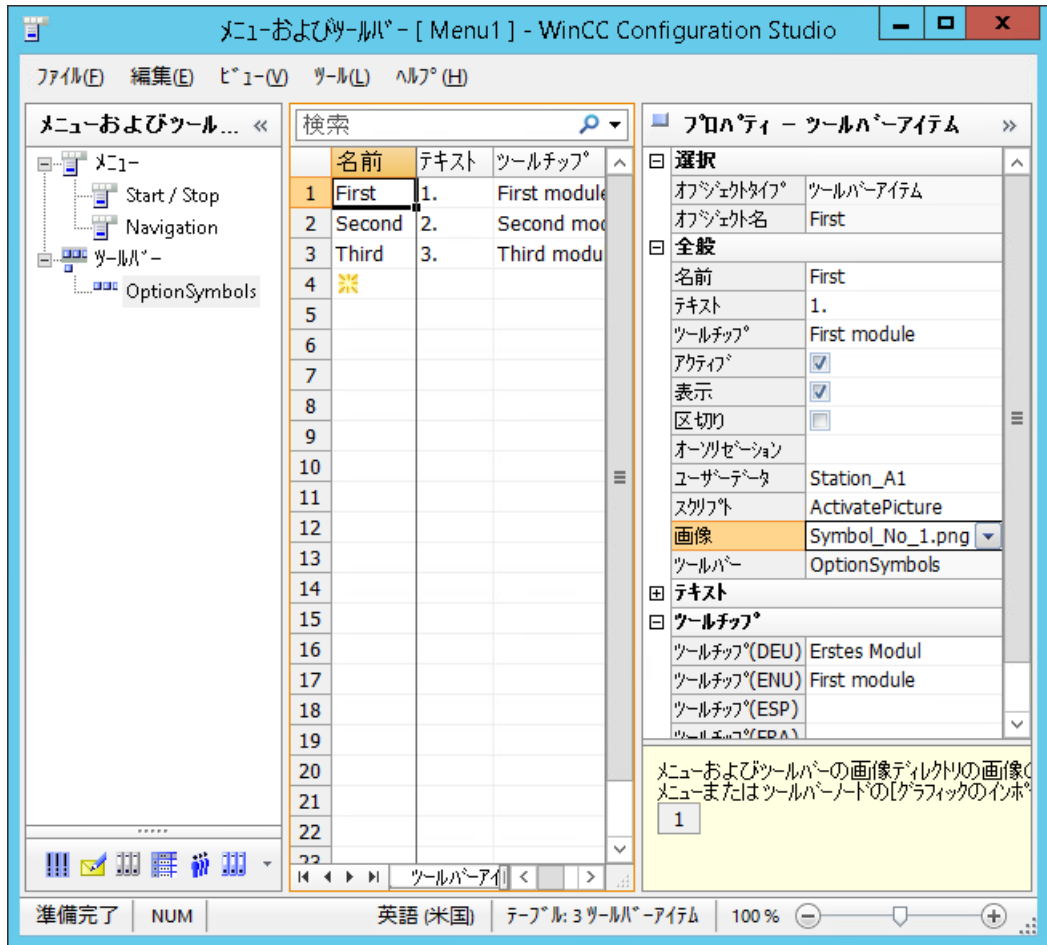 メニューおよびツールバー [ Menu1 ] - WinCC Configuration Studio
ファイル(F) 編集(E) ビュー(V) ツール(L) ヘルプ(H)
メニューおよびツール... «
メニュー
Start / Stop
Navigation
ツールバー
OptionSymbols
検索
名前 テキスト ツールチップ
1 First 1. First module
2 Second 2. Second mod
3 Third 3. Third modu
4
5
6
7
8
9
10
11
12
13
14
15
16
17
18
19
20
21
22
23
ツールバーアイ
プロパティ - ツールバーアイテム »
選択
オブジェクトタイプ ツールバーアイテム
オブジェクト名 First
全般
名前 First
テキスト 1.
ツールチップ First module
アクティブ
表示
区切り
オーソリゼーション
ユーザーデータ Station_A1
スクリプト ActivatePicture
画像 Symbol_No_1.png
ツールバー OptionSymbols
テキスト
ツールチップ
ツールチップ(DEU) Erstes Modul
ツールチップ(ENU) First module
ツールチップ(ESP)
ツールチップ(FRA)
メニューおよびツールバーの画像ディレクトリの画像の
メニューまたはツールバーノードの[グラフィックのインポ
1
準備完了 NUM 英語 (米国) テーブル: 3 ツールバーアイテム 100 %